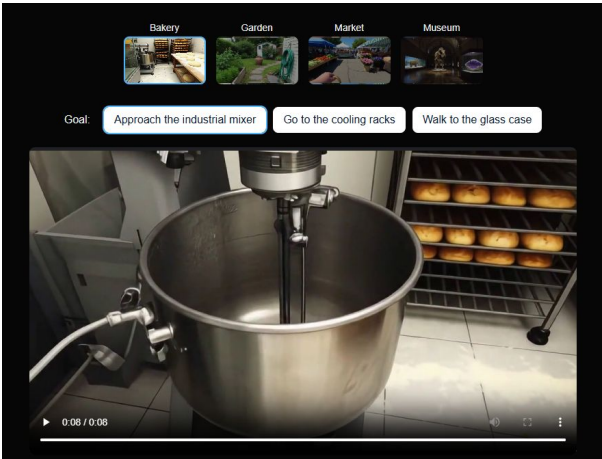 Bakery Garden Market Museum
Goal: Approach the industrial mixer Go to the cooling racks Walk to the glass case
0:08 / 0:08